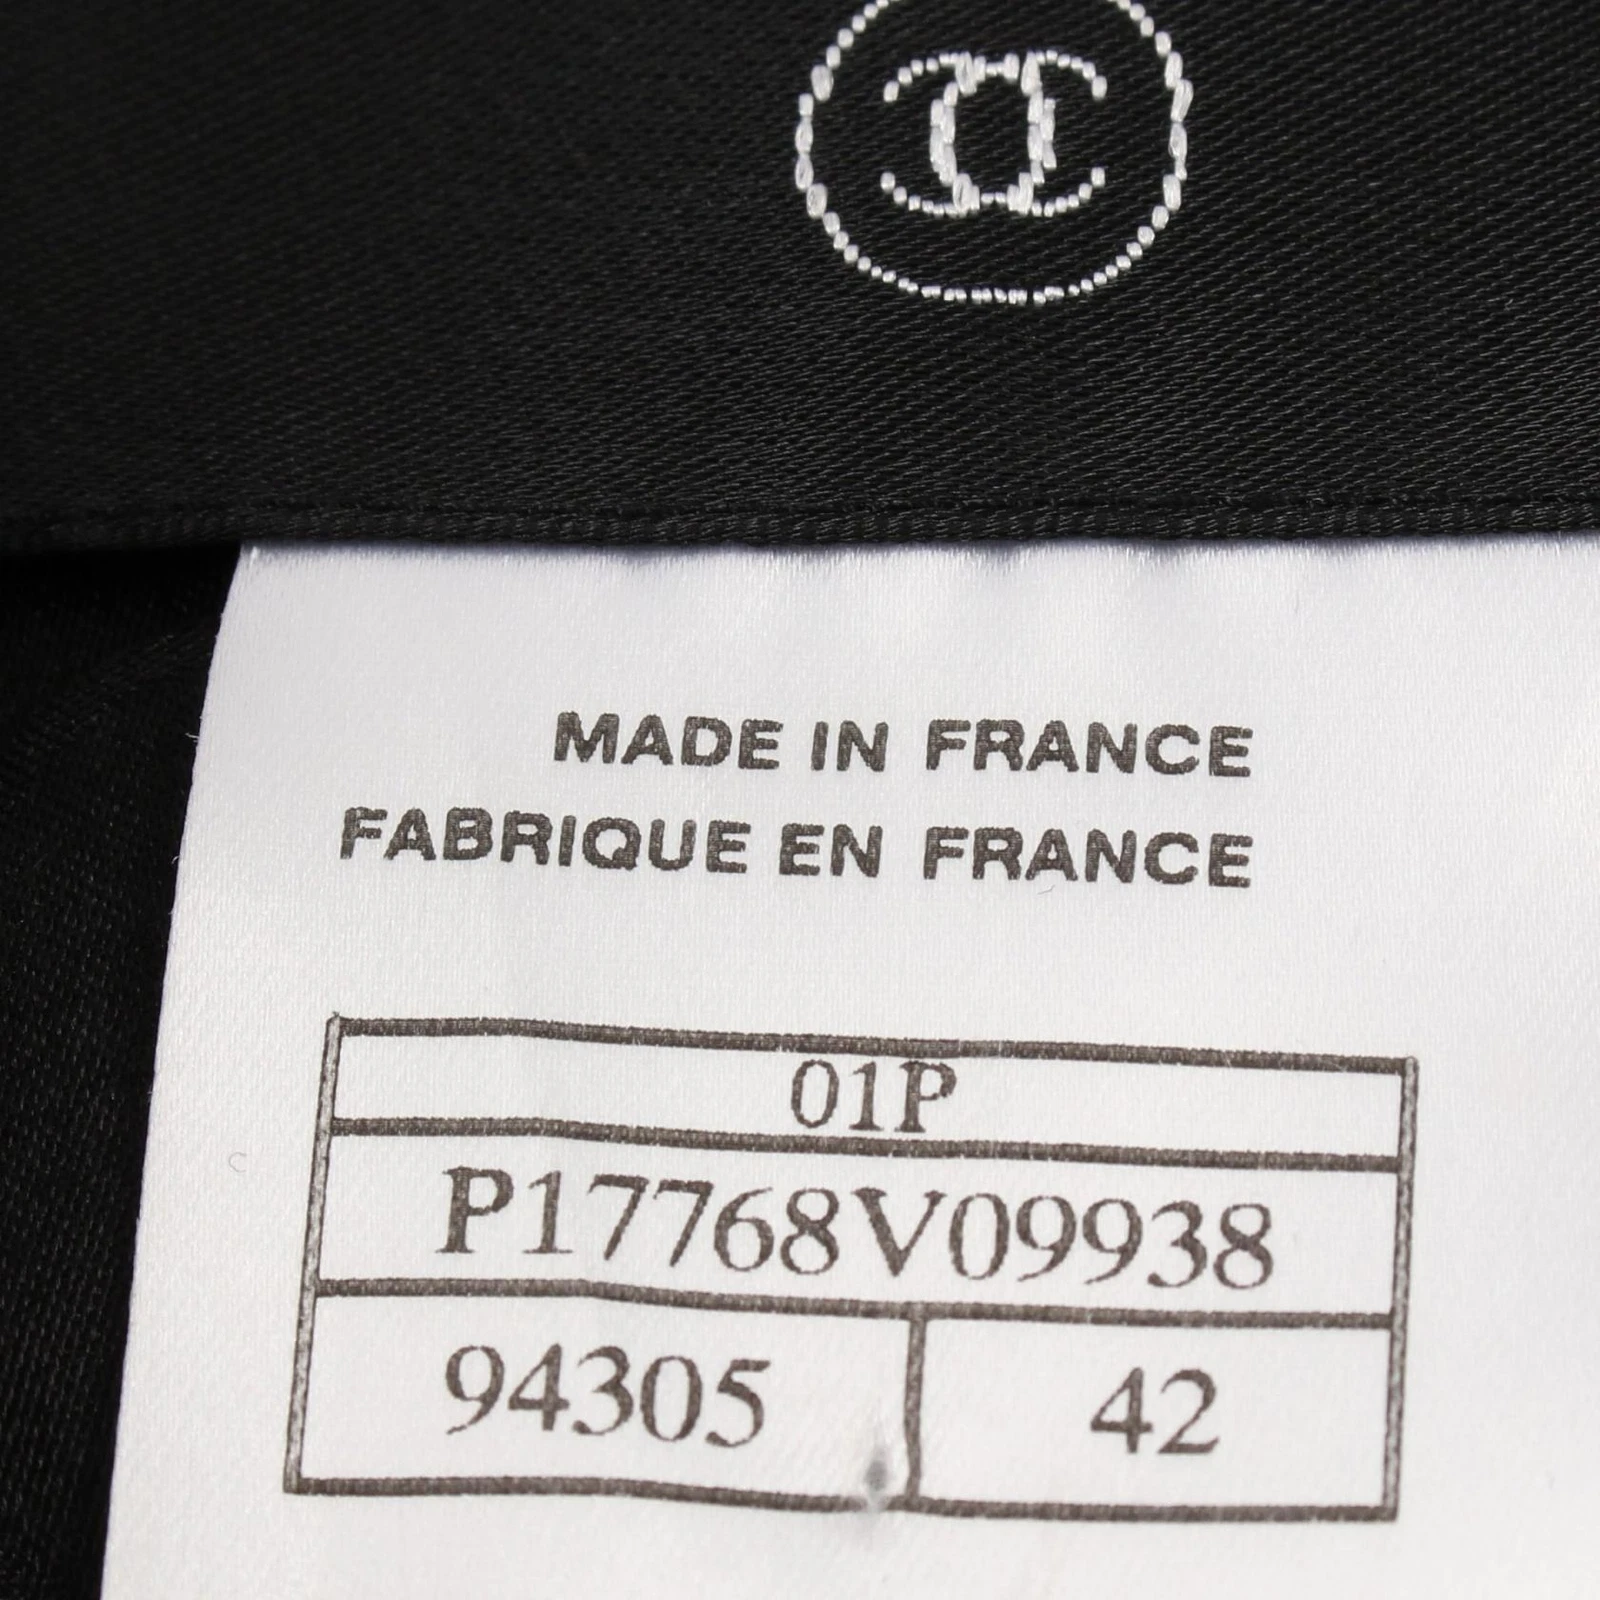 MADE IN FRANCE
FABRIQUE EN FRANCE
01P
P17768V09938
94305 42